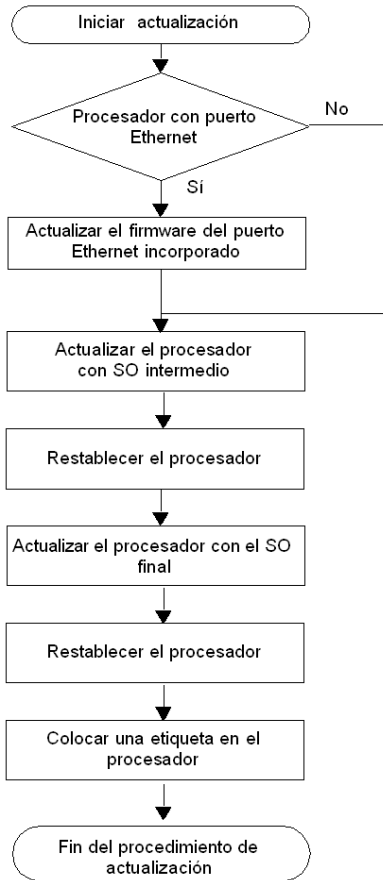 Iniciar actualización
Procesador con puerto
Ethernet
No
Sí
Actualizar el firmware del puerto
Ethernet incorporado
Actualizar el procesador
con SO intermedio
Restablecer el procesador
Actualizar el procesador con el SO
final
Restablecer el procesador
Colocar una etiqueta en el
procesador
Fin del procedimiento de
actualización